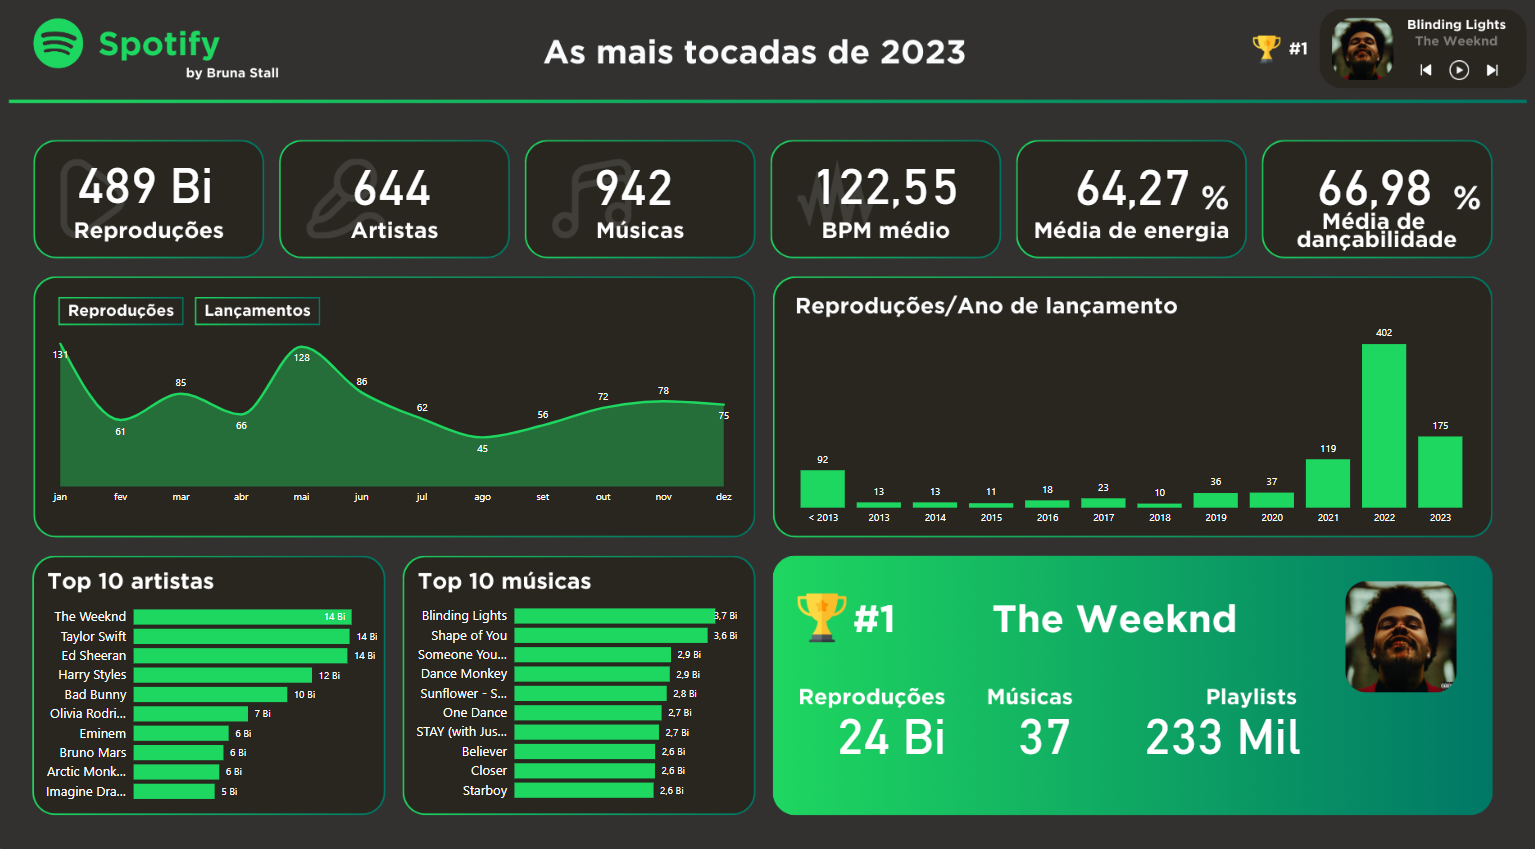 Spotify
by Bruna Stall
As mais tocadas de 2023
#1
Blinding Lights
The Weeknd
489 Bi
Reproduções
644
Artistas
942
Músicas
122,55
BPM médio
64,27 %
Média de energia
66,98 %
Média de
dançabilidade
Reproduções
Lançamentos
131
61
85
66
128
86
62
45
56
72
78
75
jan fev mar abr mai jun jul ago set out nov dez
Reproduções/Ano de lançamento
92
13
13
11
18
23
10
36
37
119
402
175
< 2013 2013 2014 2015 2016 2017 2018 2019 2020 2021 2022 2023
Top 10 artistas
The Weeknd 14 Bi
Taylor Swift 14 Bi
Ed Sheeran 14 Bi
Harry Styles 12 Bi
Bad Bunny 10 Bi
Olivia Rodri... 7 Bi
Eminem 6 Bi
Bruno Mars 6 Bi
Arctic Monk... 6 Bi
Imagine Dra... 5 Bi
Top 10 músicas
Blinding Lights 3,7 Bi
Shape of You 3,6 Bi
Someone You... 2,9 Bi
Dance Monkey 2,9 Bi
Sunflower - S... 2,8 Bi
One Dance 2,7 Bi
STAY (with Jus... 2,7 Bi
Believer 2,6 Bi
Closer 2,6 Bi
Starboy 2,6 Bi
#1
The Weeknd
Reproduções
24 Bi
Músicas
37
Playlists
233 Mil